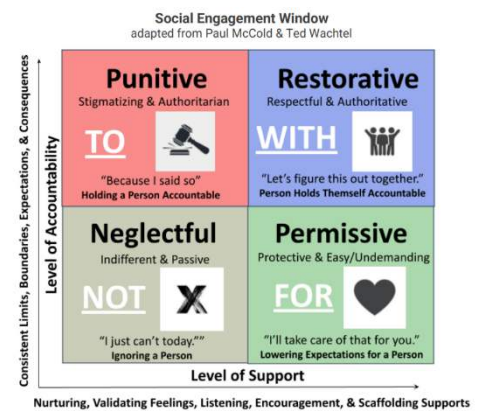 Social Engagement Window
adapted from Paul McCold & Ted Wachtel
Consistent Limits, Boundaries, Expectations, & Consequences
Level of Accountability
Punitive
Stigmatizing & Authoritarian
TO
“Because I said so”
Holding a Person Accountable
Restorative
Respectful & Authoritative
WITH
“Let’s figure this out together.”
Person Holds Themself Accountable
Neglectful
Indifferent & Passive
NOT
X
“I just can’t today.””
Ignoring a Person
Permissive
Protective & Easy/Undemanding
FOR
“I’ll take care of that for you.”
Lowering Expectations for a Person
Level of Support
Nurturing, Validating Feelings, Listening, Encouragement, & Scaffolding Supports